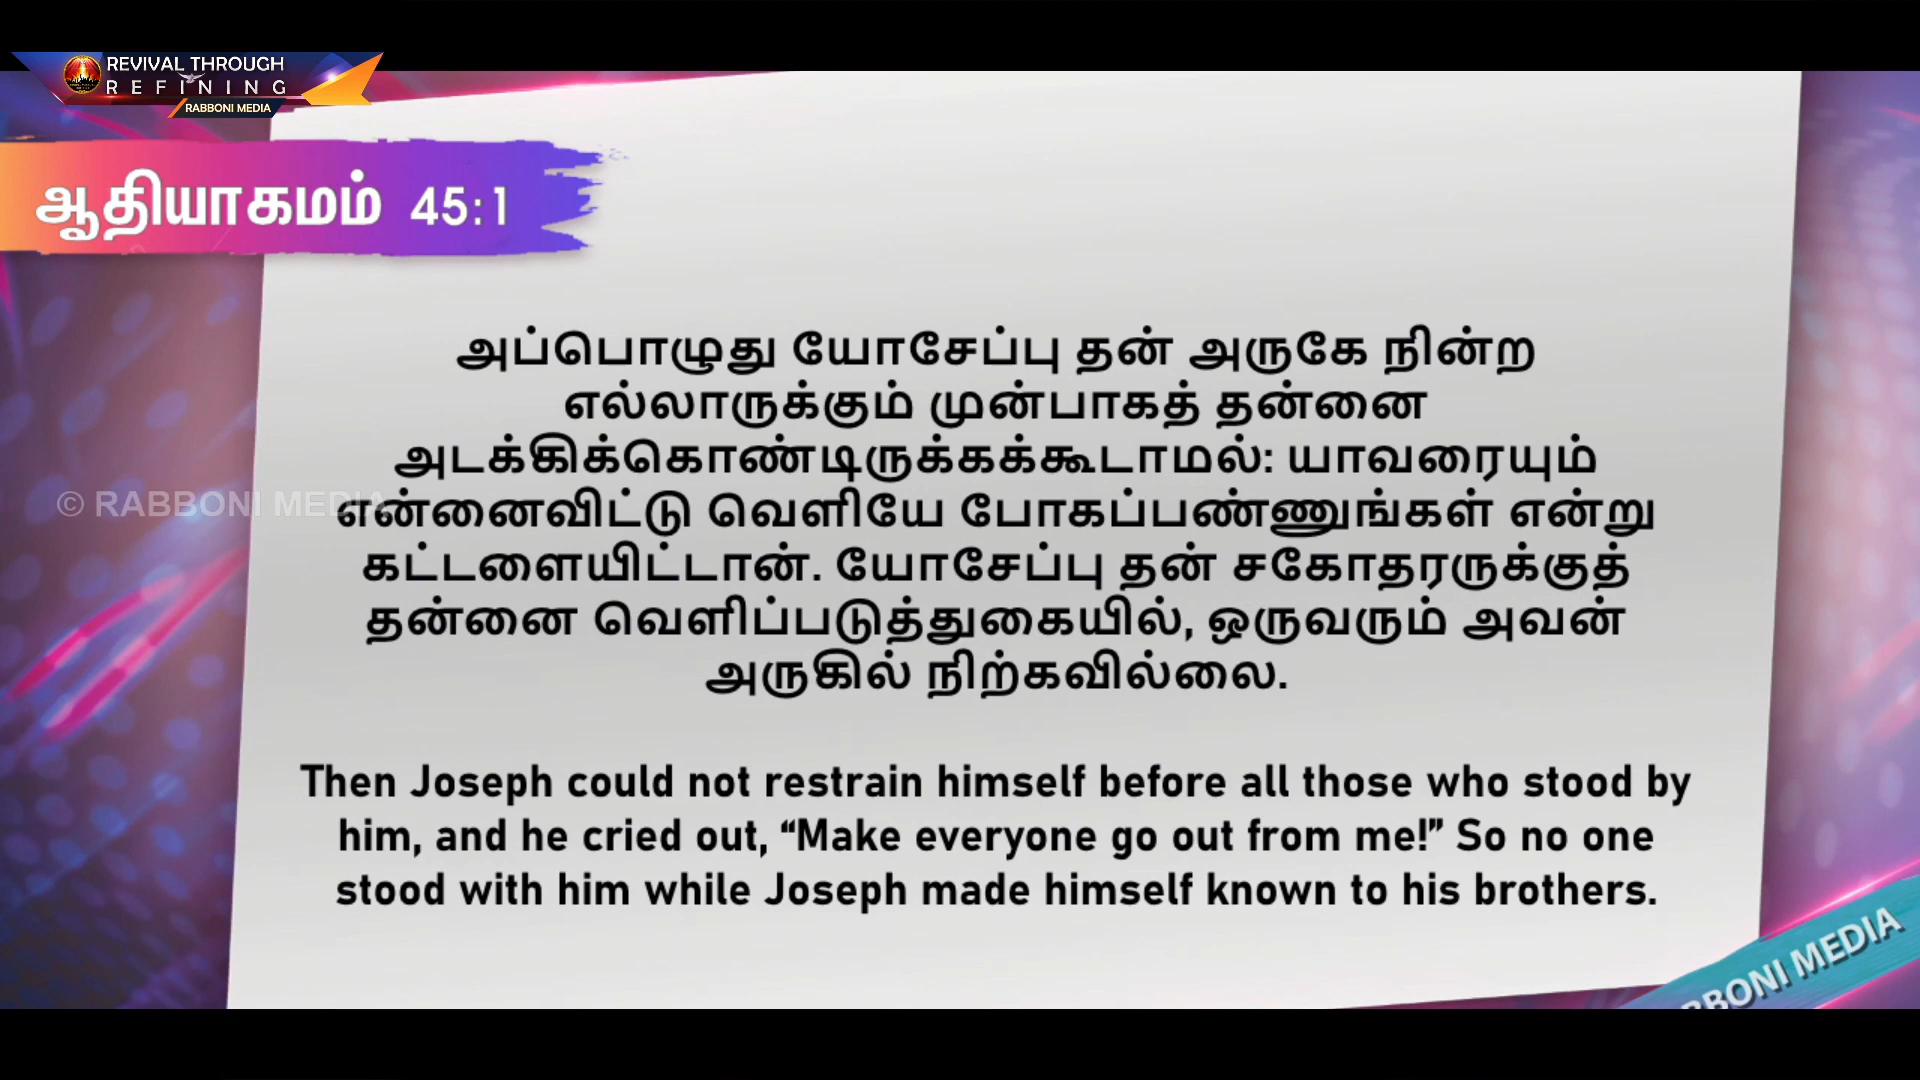 REVIVAL THROUGH
REFINING
RABBONI MEDIA
ஆதியாகமம் 45:1
அப்பொழுது யோசேப்பு தன் அருகே நின்ற
எல்லாருக்கும் முன்பாகத் தன்னை
அடக்கிக்கொண்டிருக்கக்கூடாமல்: யாவரையும்
என்னைவிட்டு வெளியே போகப்பண்ணுங்கள் என்று
கட்டளையிட்டான். யோசேப்பு தன் சகோதரருக்குத்
தன்னை வெளிப்படுத்துகையில், ஒருவரும் அவன்
அருகில் நிற்கவில்லை.
© RABBONI MEDIA
Then Joseph could not restrain himself before all those who stood by
him, and he cried out, “Make everyone go out from me!” So no one
stood with him while Joseph made himself known to his brothers.
BBONI MEDIA